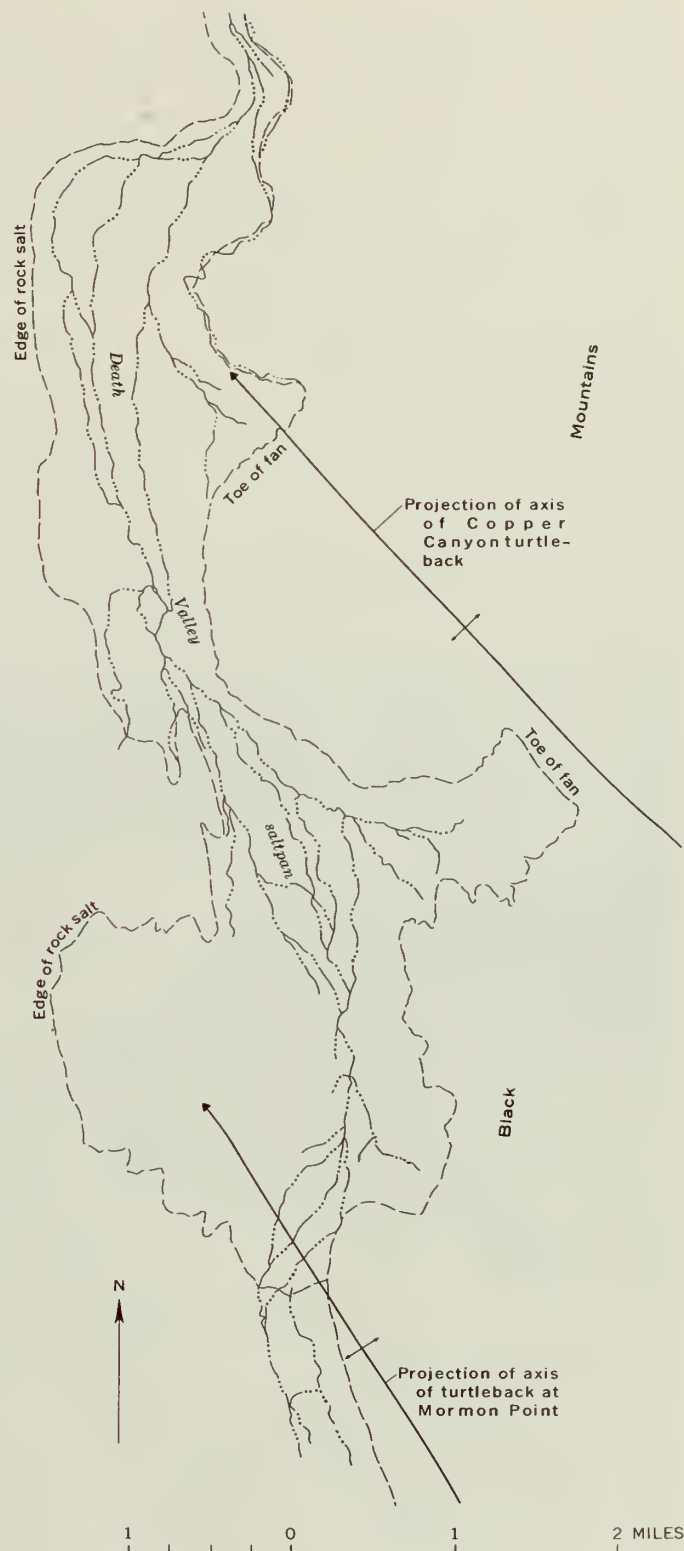 Edge of rock salt
Death
Mountains
Toe of fan
Projection of axis
of Copper
Canyon turtle-
back
Valley
Toe of fan
saltpan
Edge of rock salt
Black
N
Projection of axis
of turtleback at
Mormon Point
1 0 1 2 MILES